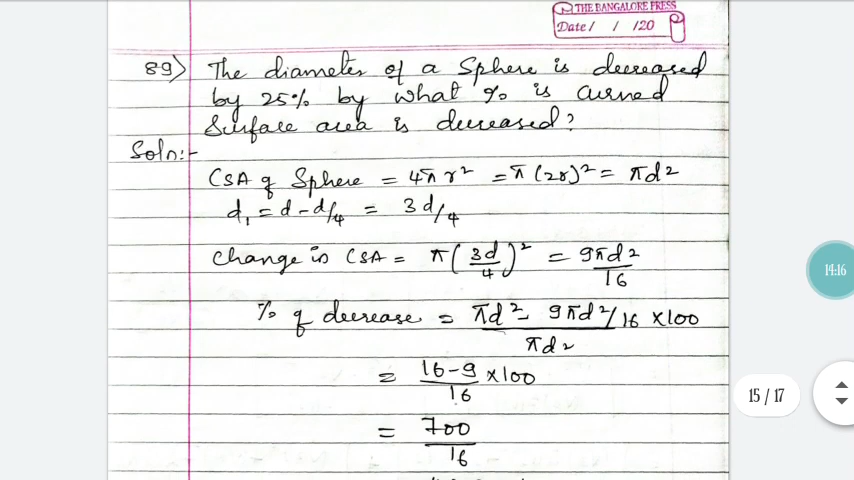 THE BANGALORE PRESS
Date / / /20
89) The diameter of a Sphere is decreased
by 25% by what % is curved
Surface area is decreased?
Soln:-
CSA of Sphere = 4πr² = π(2r)² = πd²
d₁ = d - d/4 = 3d/4
Change in CSA = π(3d/4)² = 9πd²/16
14:16
% of decrease = πd² - 9πd²/16 ×100
πd²
= 16-9/16 ×100
15 / 17
= 700/16